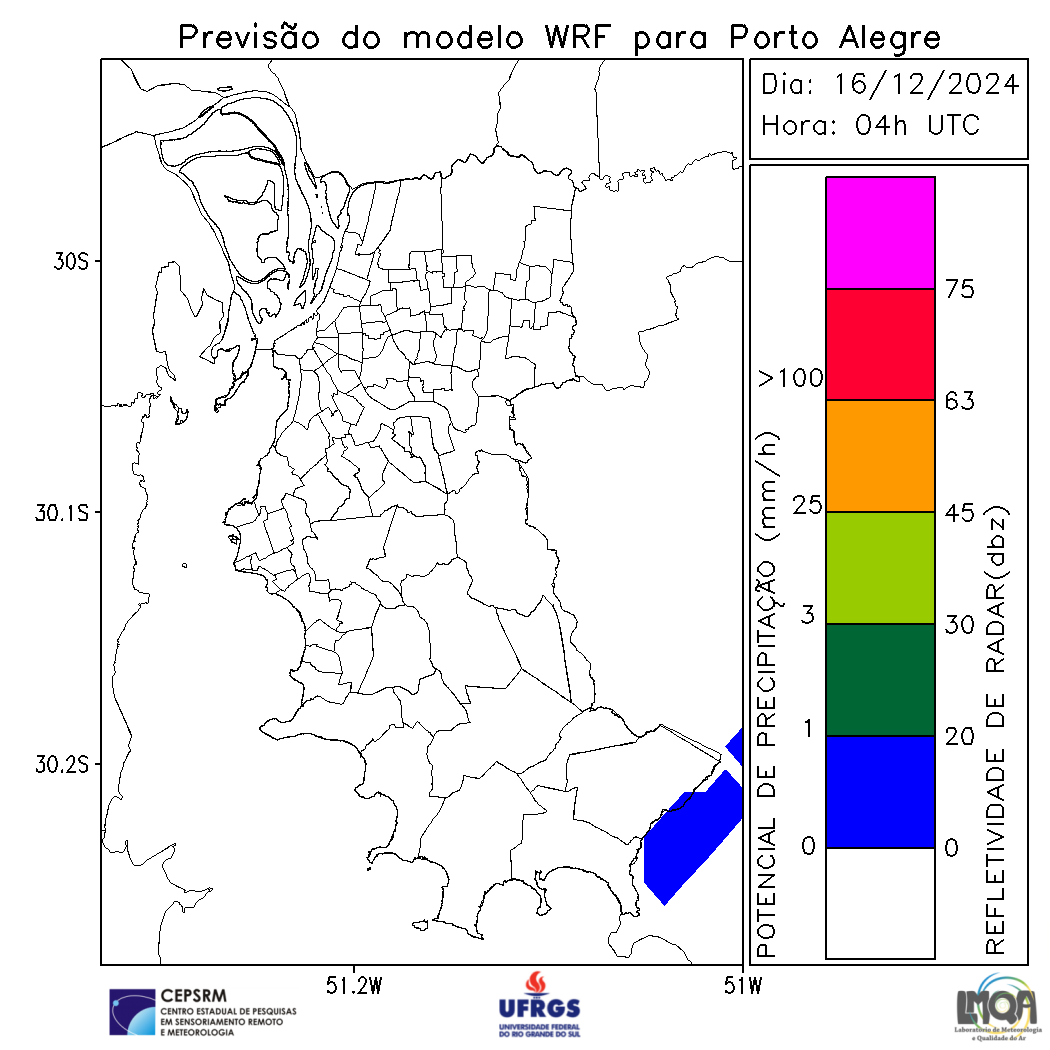 Previsão do modelo WRF para Porto Alegre
Dia: 16/12/2024
Hora: 04h UTC
30S
30.1S
30.2S
51.2W
51W
POTENCIAL DE PRECIPITAÇÃO (mm/h)
>100
25
3
1
0
75
63
45
30
20
0
REFLETIVIDADE DE RADAR(dbz)
CEPSRM
CENTRO ESTADUAL DE PESQUISAS
EM SENSORIAMENTO REMOTO
E METEOROLOGIA
UFRGS
UNIVERSIDADE FEDERAL
DO RIO GRANDE DO SUL
LMQA
Laboratório de Meteorologia
e Qualidade do Ar